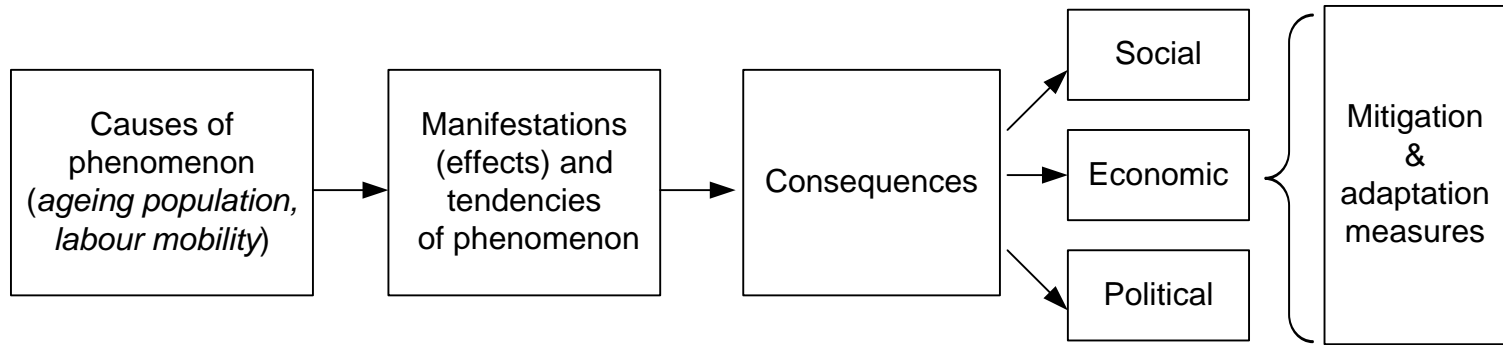 Causes of
phenomenon
(ageing population,
labour mobility)
Manifestations
(effects) and
tendencies
of phenomenon
Consequences
Social
Economic
Political
Mitigation
&
adaptation
measures